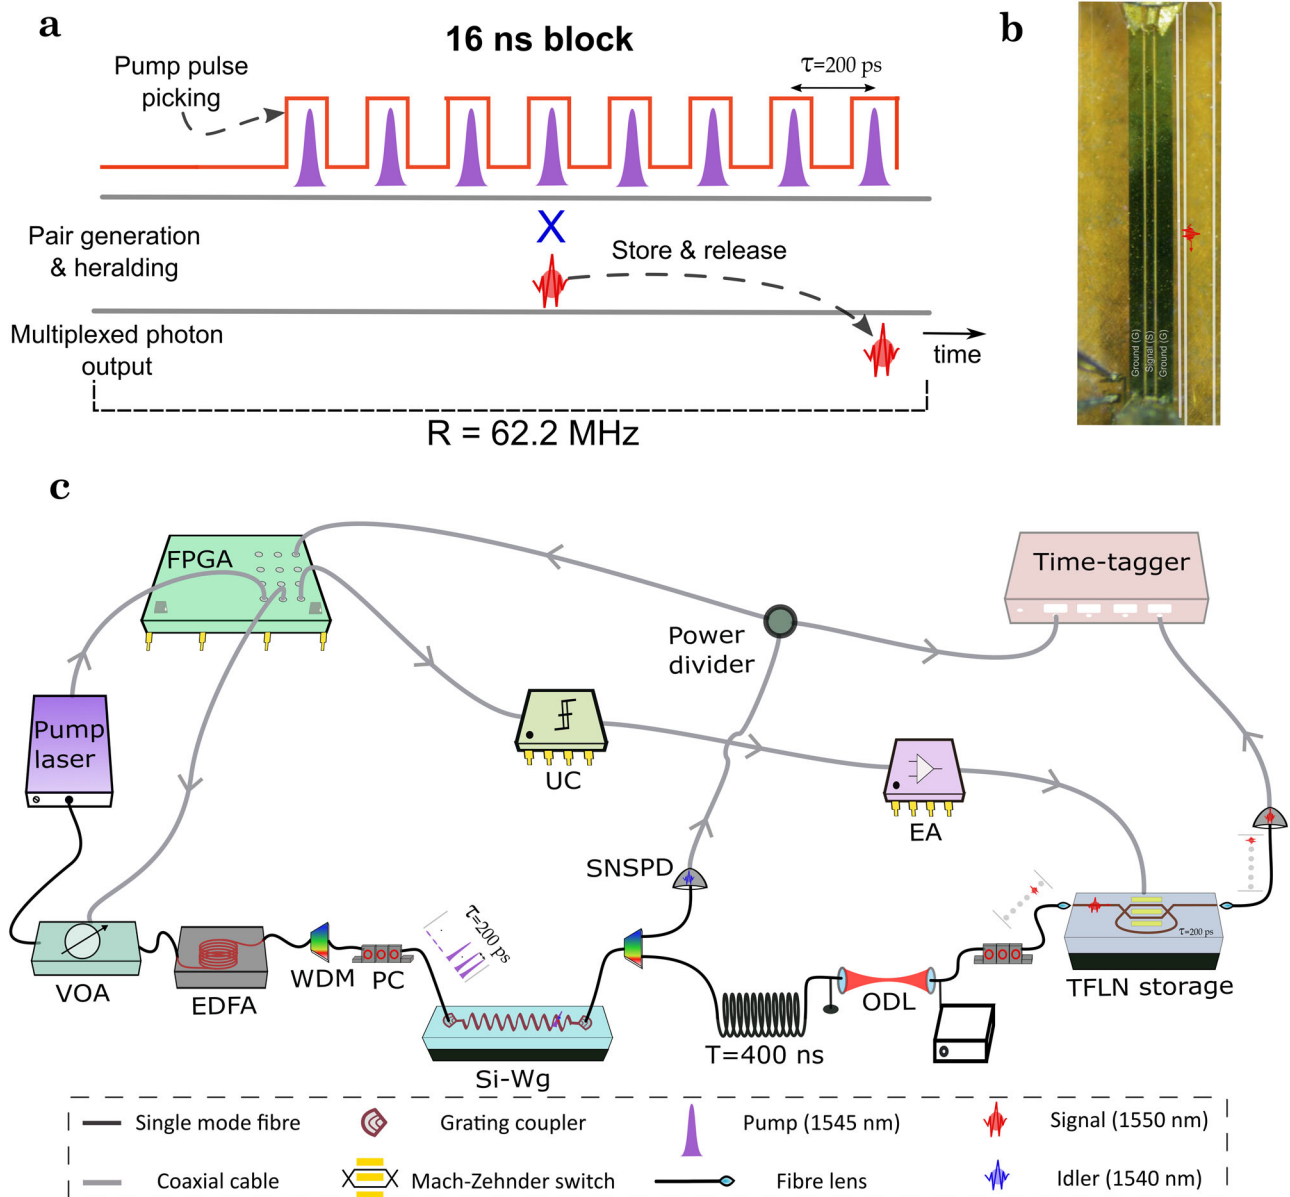 a
16 ns block
Pump pulse
picking
τ=200 ps
Pair generation
& heralding
X
Store & release
Multiplexed photon
output
time
R = 62.2 MHz
b
Ground (G)
Signal (S)
Ground (G)
c
FPGA
Time-tagger
Power
divider
Pump
laser
UC
EA
SNSPD
τ=200 ps
τ=200 ps
VOA
EDFA
WDM
PC
ODL
TFLN storage
T=400 ns
Si-Wg
Single mode fibre
Grating coupler
Pump (1545 nm)
Signal (1550 nm)
Coaxial cable
Mach-Zehnder switch
Fibre lens
Idler (1540 nm)